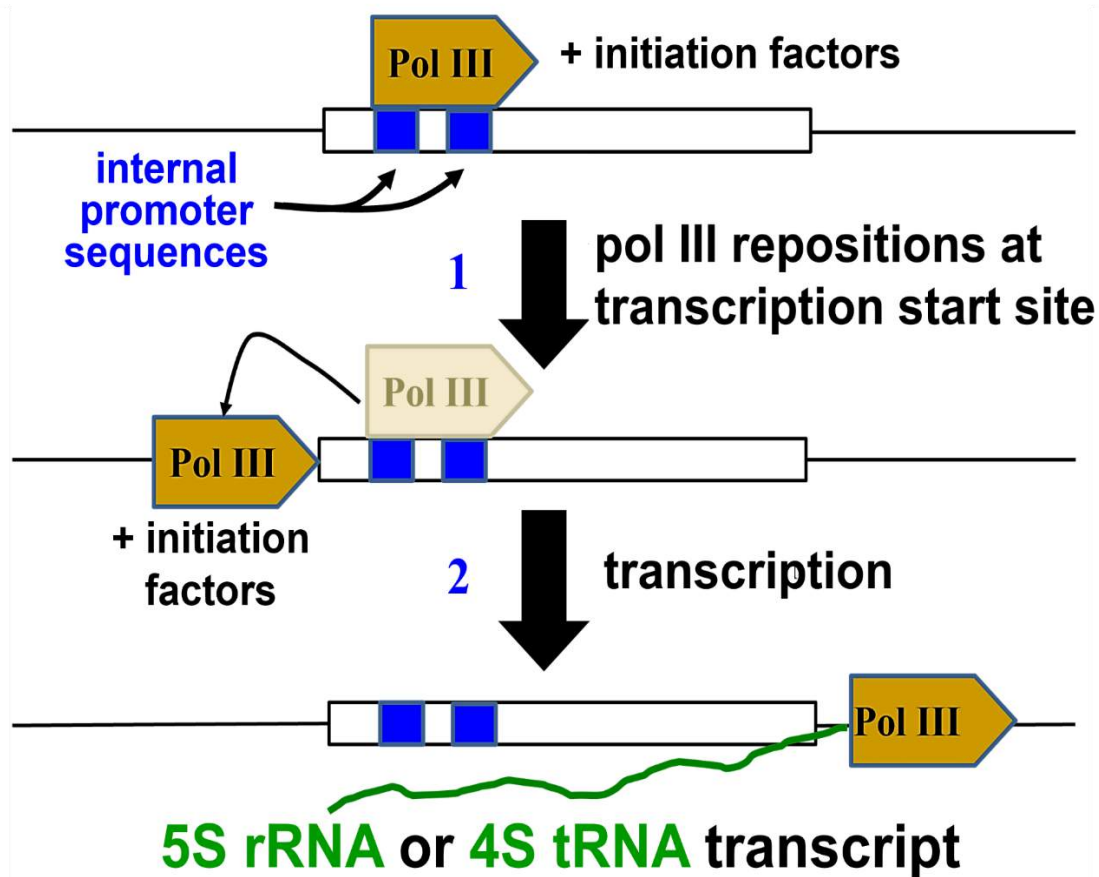 Pol III
+ initiation factors
internal
promoter
sequences
1
pol III repositions at
transcription start site
Pol III
Pol III
+ initiation
factors
2
transcription
Pol III
5S rRNA or 4S tRNA transcript